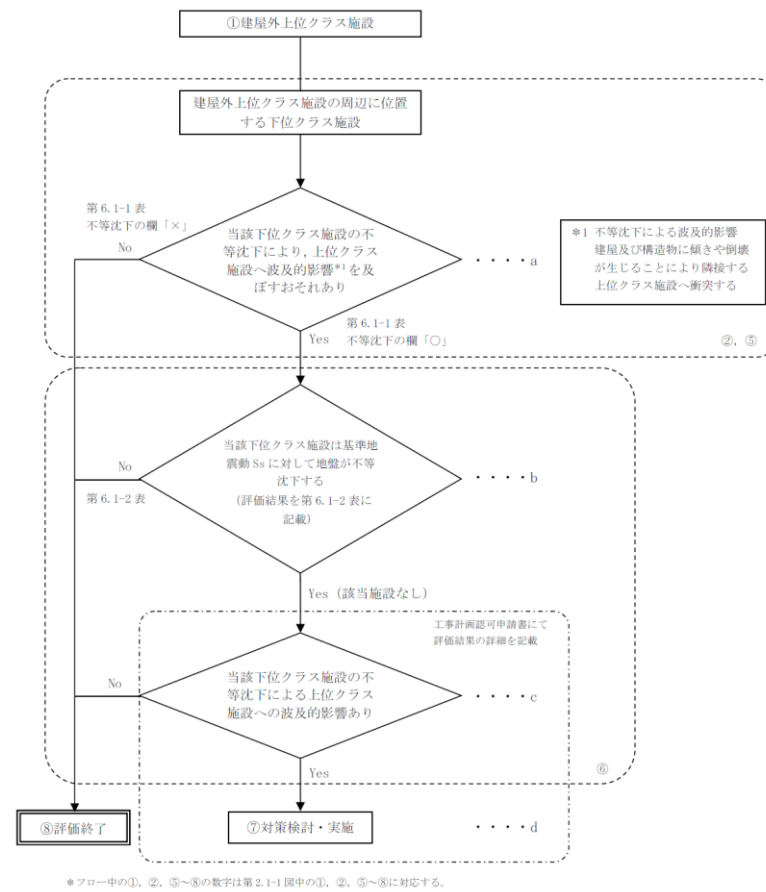 ①建屋外上位クラス施設
建屋外上位クラス施設の周辺に位置
する下位クラス施設
第 6.1-1 表
不等沈下の欄「×」
No
当該下位クラス施設の不
等沈下により, 上位クラス
施設へ波及的影響*¹を及
ぼすおそれあり
・・・・a
*1 不等沈下による波及的影響
建屋及び構造物に傾きや倒壊
が生じることにより隣接する
上位クラス施設へ衝突する
Yes
第 6.1-1 表
不等沈下の欄「○」
②, ⑤
当該下位クラス施設は基準地
震動 Ss に対して地盤が不等
沈下する
(評価結果を第 6.1-2 表に
記載)
No
第 6.1-2 表
・・・・b
Yes (該当施設なし)
工事計画認可申請書にて
評価結果の詳細を記載
当該下位クラス施設の不
等沈下による上位クラス
施設への波及的影響あり
No
・・・・c
Yes
⑥
⑧評価終了
⑦対策検討・実施
・・・・d
*フロー中の①, ②, ⑤~⑧の数字は第 2.1-1 図中の①, ②, ⑤~⑧に対応する。